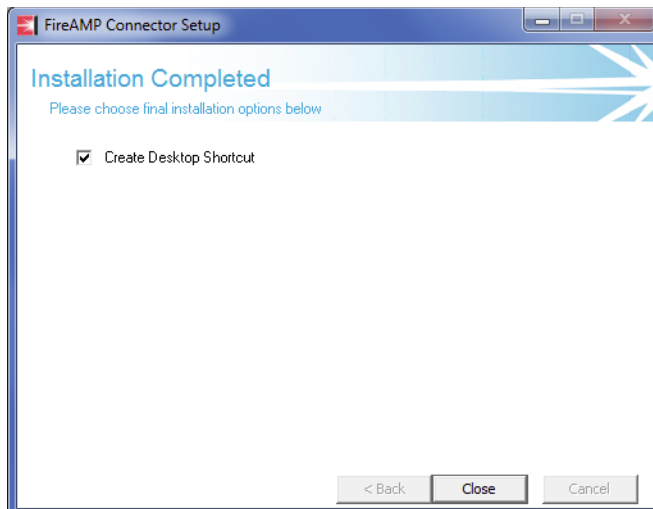 FireAMP Connector Setup
Installation Completed
Please choose final installation options below
Create Desktop Shortcut
< Back Close Cancel